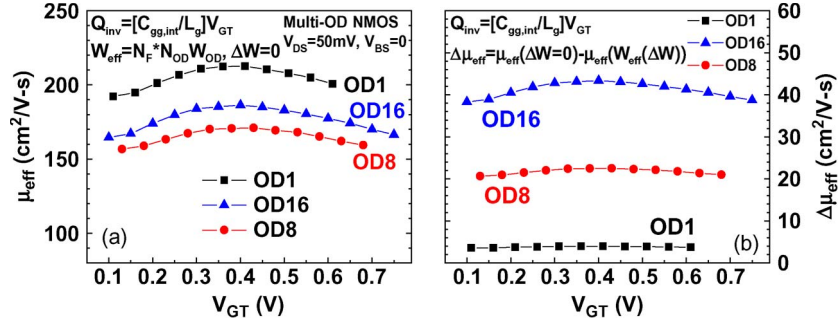 Q_inv=[C_gg,int/L_g]V_GT Multi-OD NMOS
W_eff=N_F*N_OD W_OD, ΔW=0 V_DS=50mV, V_BS=0
OD1
OD16
OD8
OD1
OD16
OD8
(a)
250
200
150
100
μ_eff (cm²/V-s)
0.1 0.2 0.3 0.4 0.5 0.6 0.7
V_GT (V)
Q_inv=[C_gg,int/L_g]V_GT
Δμ_eff=μ_eff(ΔW=0)-μ_eff(W_eff(ΔW))
OD1
OD16
OD8
OD16
OD8
OD1
(b)
60
50
40
30
20
10
0
Δμ_eff (cm²/V-s)
0.1 0.2 0.3 0.4 0.5 0.6 0.7 0.8
V_GT (V)